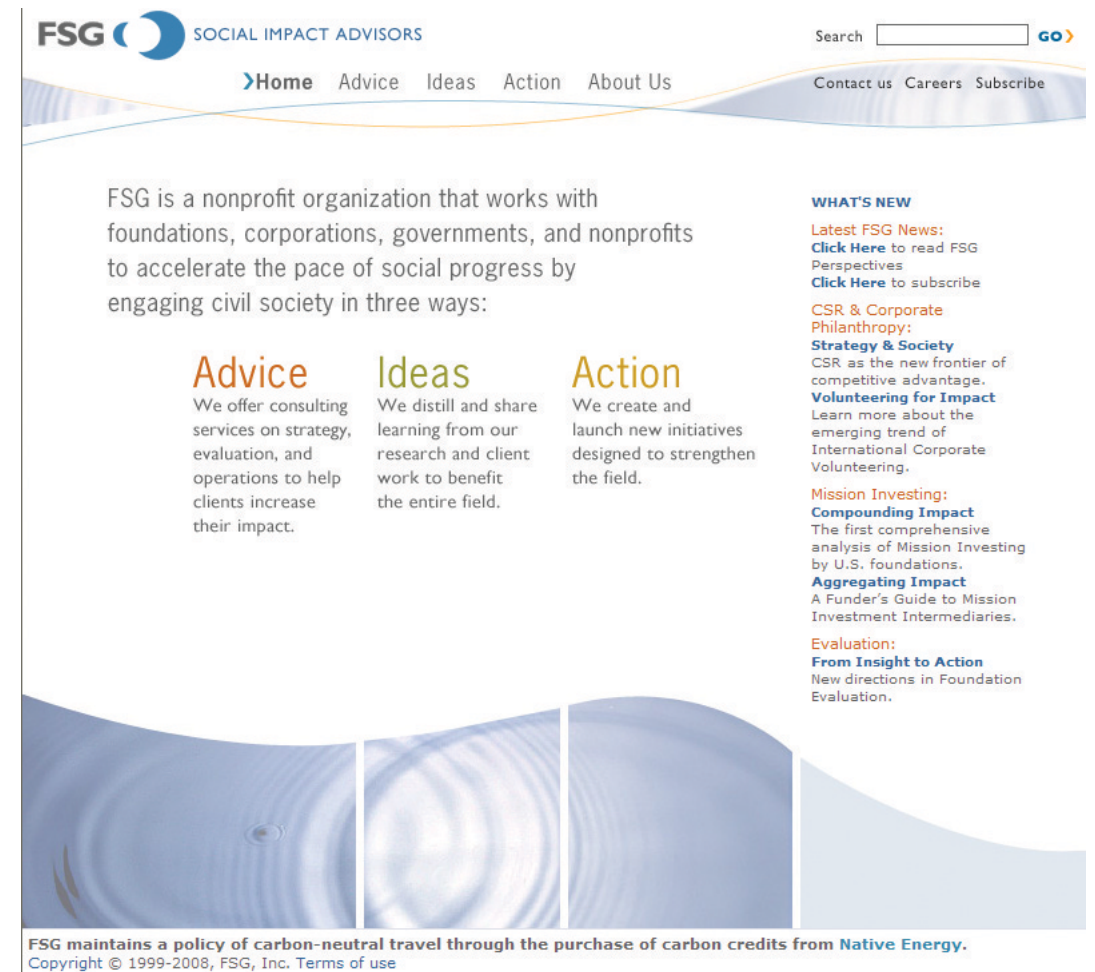 FSG SOCIAL IMPACT ADVISORS
Search GO
Home Advice Ideas Action About Us
Contact us Careers Subscribe
FSG is a nonprofit organization that works with
foundations, corporations, governments, and nonprofits
to accelerate the pace of social progress by
engaging civil society in three ways:
Advice
We offer consulting
services on strategy,
evaluation, and
operations to help
clients increase
their impact.
Ideas
We distill and share
learning from our
research and client
work to benefit
the entire field.
Action
We create and
launch new initiatives
designed to strengthen
the field.
WHAT'S NEW
Latest FSG News:
Click Here to read FSG
Perspectives
Click Here to subscribe
CSR & Corporate
Philanthropy:
Strategy & Society
CSR as the new frontier of
competitive advantage.
Volunteering for Impact
Learn more about the
emerging trend of
International Corporate
Volunteering.
Mission Investing:
Compounding Impact
The first comprehensive
analysis of Mission Investing
by U.S. foundations.
Aggregating Impact
A Funder's Guide to Mission
Investment Intermediaries.
Evaluation:
From Insight to Action
New directions in Foundation
Evaluation.
FSG maintains a policy of carbon-neutral travel through the purchase of carbon credits from Native Energy.
Copyright © 1999-2008, FSG, Inc. Terms of use